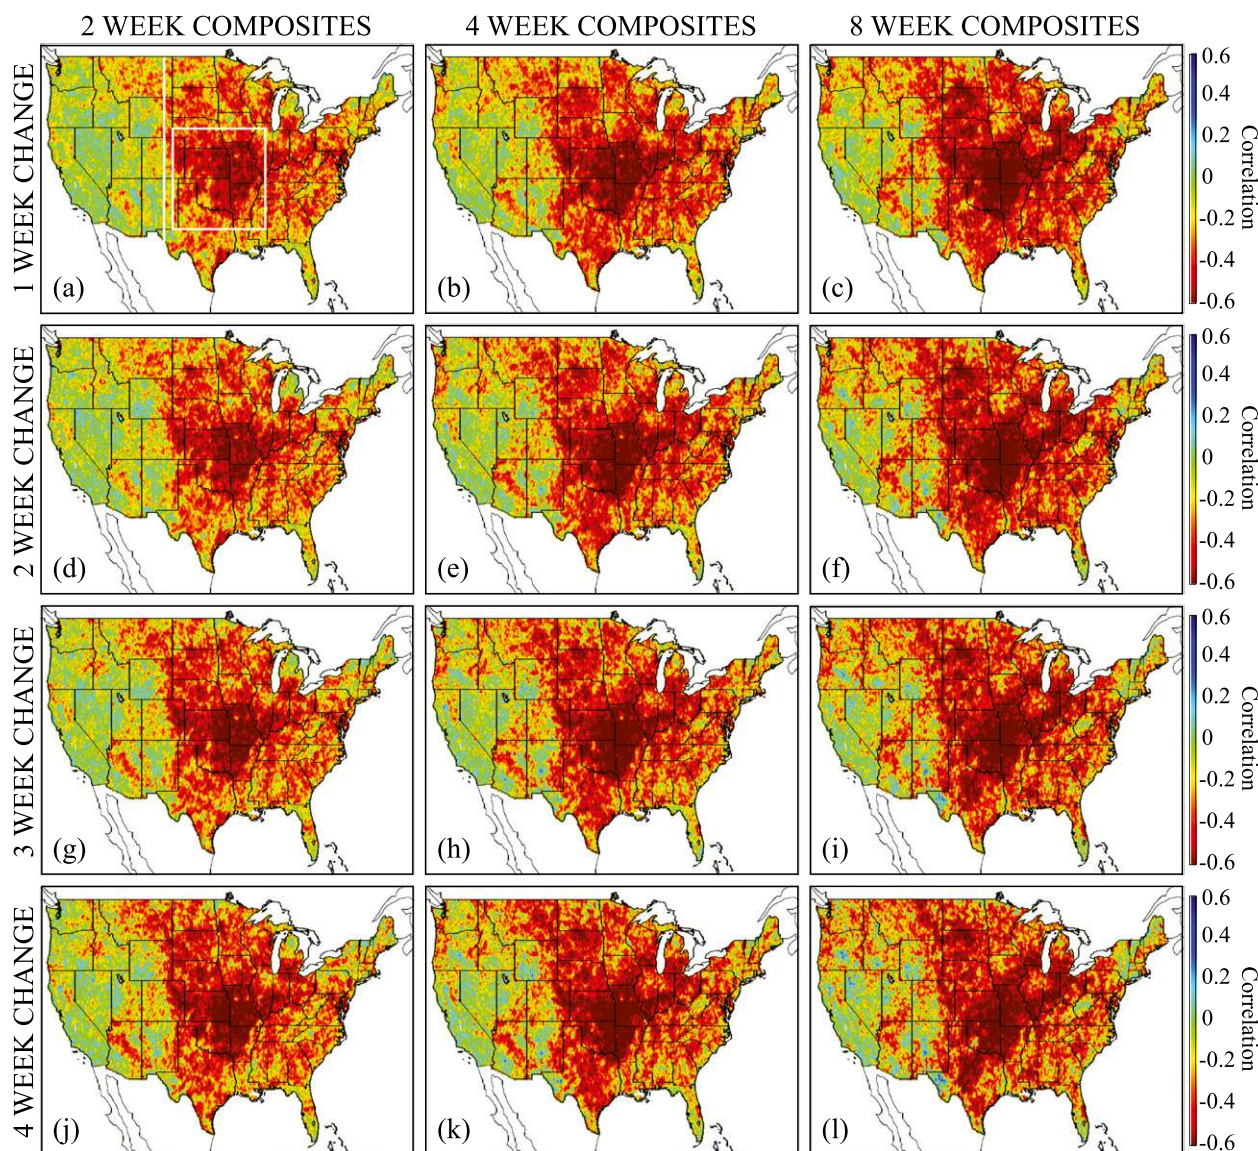 2 WEEK COMPOSITES
4 WEEK COMPOSITES
8 WEEK COMPOSITES
1 WEEK CHANGE
(a)
(b)
(c)
0.6
0.4
0.2
0
-0.2
-0.4
-0.6
Correlation
2 WEEK CHANGE
(d)
(e)
(f)
0.6
0.4
0.2
0
-0.2
-0.4
-0.6
Correlation
3 WEEK CHANGE
(g)
(h)
(i)
0.6
0.4
0.2
0
-0.2
-0.4
-0.6
Correlation
4 WEEK CHANGE
(j)
(k)
(l)
0.6
0.4
0.2
0
-0.2
-0.4
-0.6
Correlation